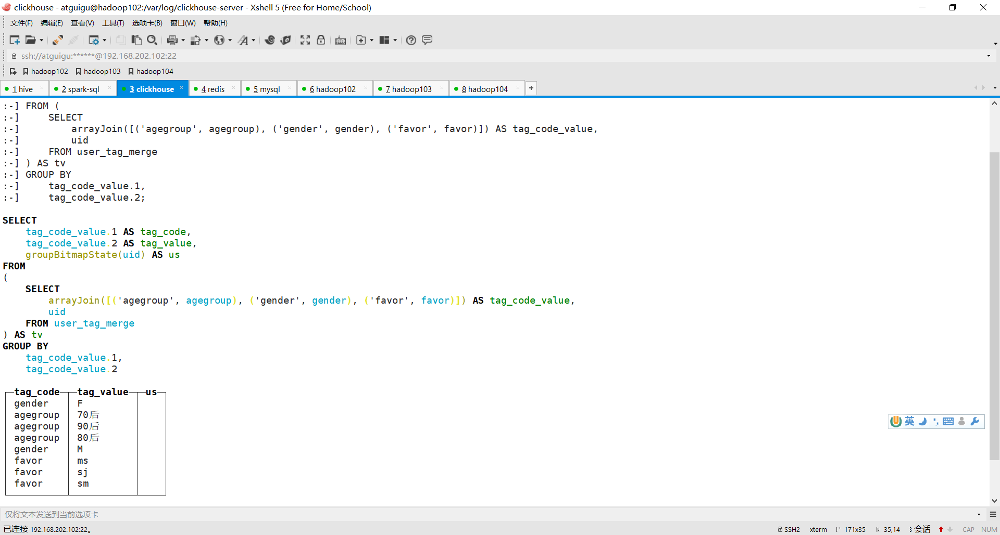 clickhouse - atguigu@hadoop102:/var/log/clickhouse-server - Xshell 5 (Free for Home/School)
文件(F) 编辑(E) 查看(V) 工具(T) 选项卡(B) 窗口(W) 帮助(H)
ssh://atguigu:******@192.168.202.102:22
hadoop102 hadoop103 hadoop104
1 hive 2 spark-sql 3 clickhouse 4 redis 5 mysql 6 hadoop102 7 hadoop103 8 hadoop104 +
:-] FROM (
:-]     SELECT
:-]         arrayJoin([('agegroup', agegroup), ('gender', gender), ('favor', favor)]) AS tag_code_value,
:-]         uid
:-]     FROM user_tag_merge
:-] ) AS tv
:-] GROUP BY
:-]     tag_code_value.1,
:-]     tag_code_value.2;
SELECT
    tag_code_value.1 AS tag_code,
    tag_code_value.2 AS tag_value,
    groupBitmapState(uid) AS us
FROM
(
    SELECT
        arrayJoin([('agegroup', agegroup), ('gender', gender), ('favor', favor)]) AS tag_code_value,
        uid
    FROM user_tag_merge
) AS tv
GROUP BY
    tag_code_value.1,
    tag_code_value.2
tag_code tag_value us
gender F
agegroup 70后
agegroup 90后
agegroup 80后
gender M
favor ms
favor sj
favor sm
英
仅将文本发送到当前选项卡
已连接 192.168.202.102:22。 SSH2 xterm 171x35 35,14 3 会话 CAP NUM